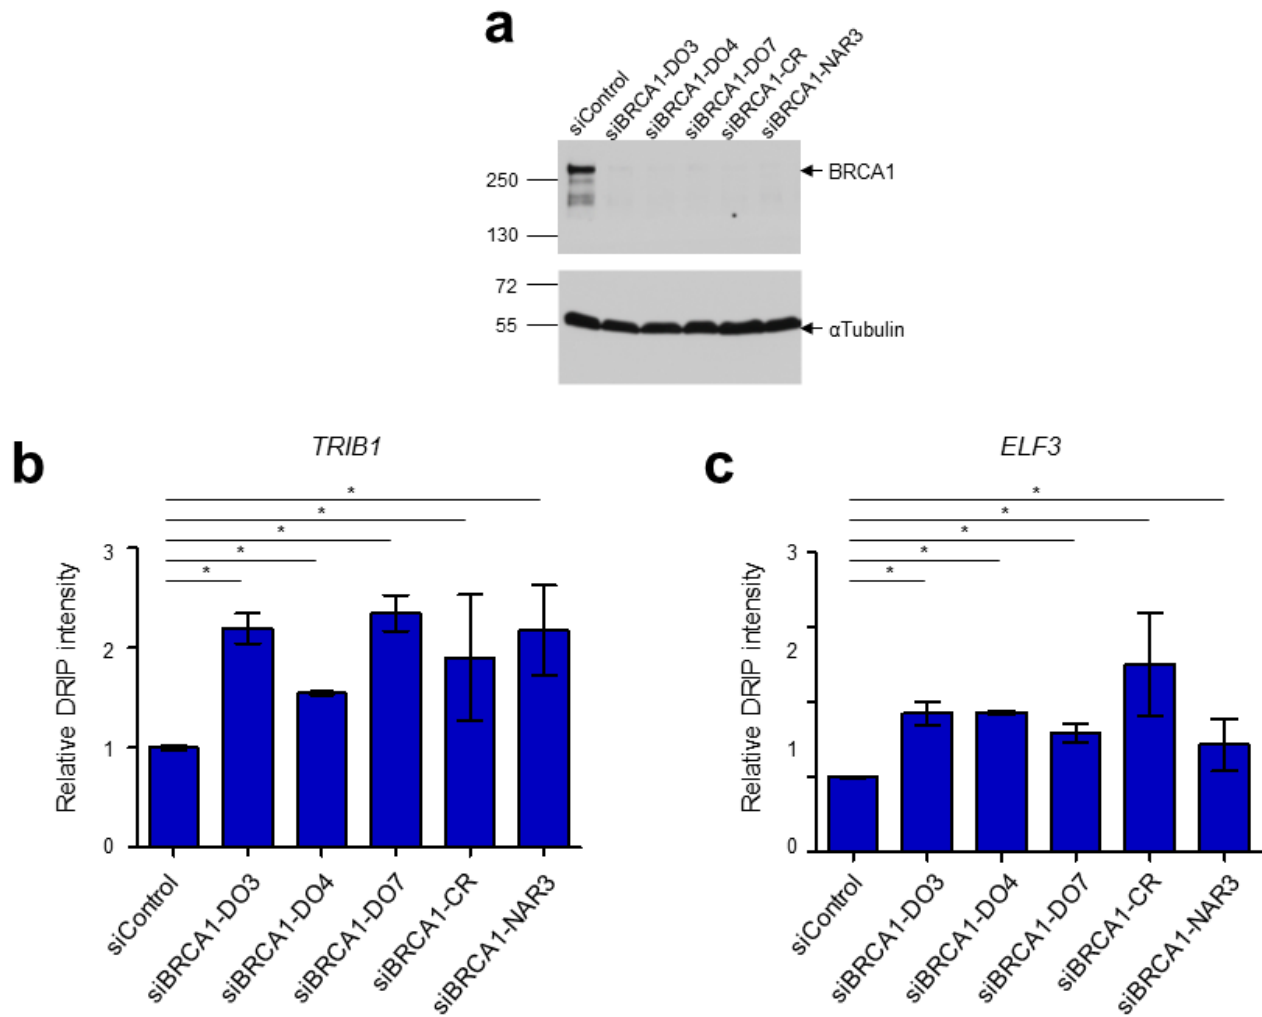 a
siControl
siBRCA1-DO3
siBRCA1-DO4
siBRCA1-DO7
siBRCA1-CR
siBRCA1-NAR3
250
130
BRCA1
72
55
αTubulin
b
TRIB1
*
*
*
*
*
Relative DRIP intensity
3
2
1
0
siControl
siBRCA1-DO3
siBRCA1-DO4
siBRCA1-DO7
siBRCA1-CR
siBRCA1-NAR3
c
ELF3
*
*
*
*
*
Relative DRIP intensity
3
2
1
0
siControl
siBRCA1-DO3
siBRCA1-DO4
siBRCA1-DO7
siBRCA1-CR
siBRCA1-NAR3